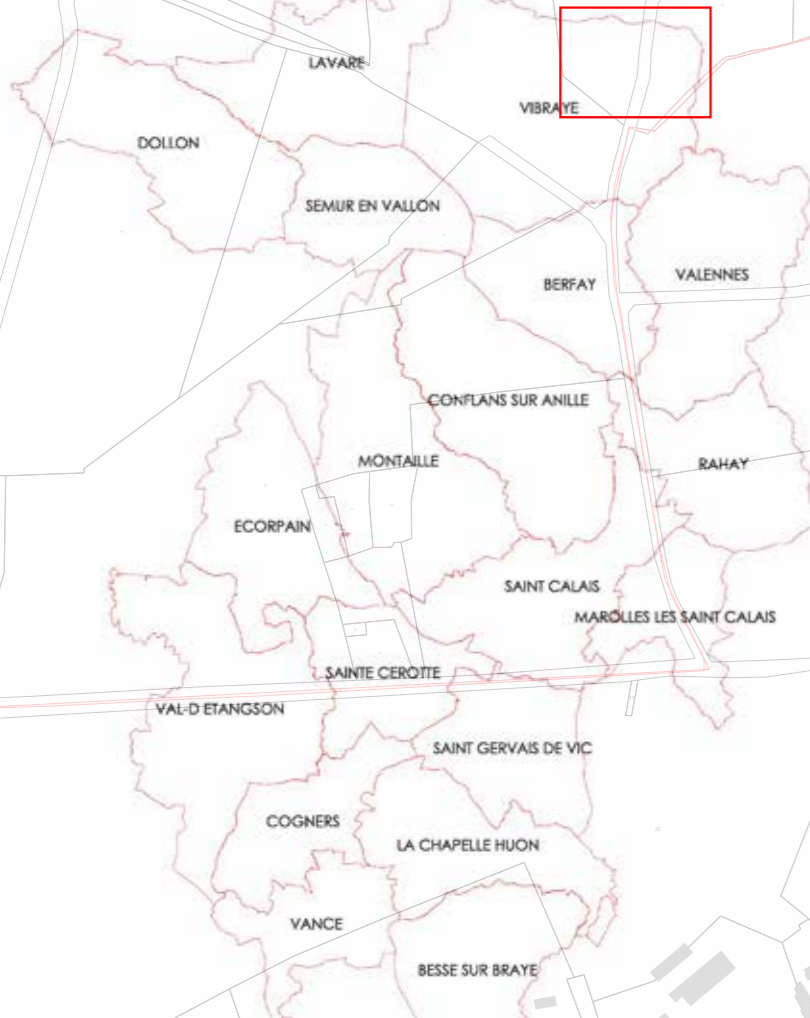 LAVARE
VIBRAYE
DOLLON
SEMUR EN VALLON
VALENNES
BERFAY
CONFLANS SUR ANILLE
MONTAILLE
RAHAY
ECORPAIN
SAINT CALAIS
MAROLLES LES SAINT CALAIS
SAINTE CEROTTE
VAL-D ETANGSON
SAINT GERVAIS DE VIC
COGNERS
LA CHAPELLE HUON
VANCE
BESSE SUR BRAYE